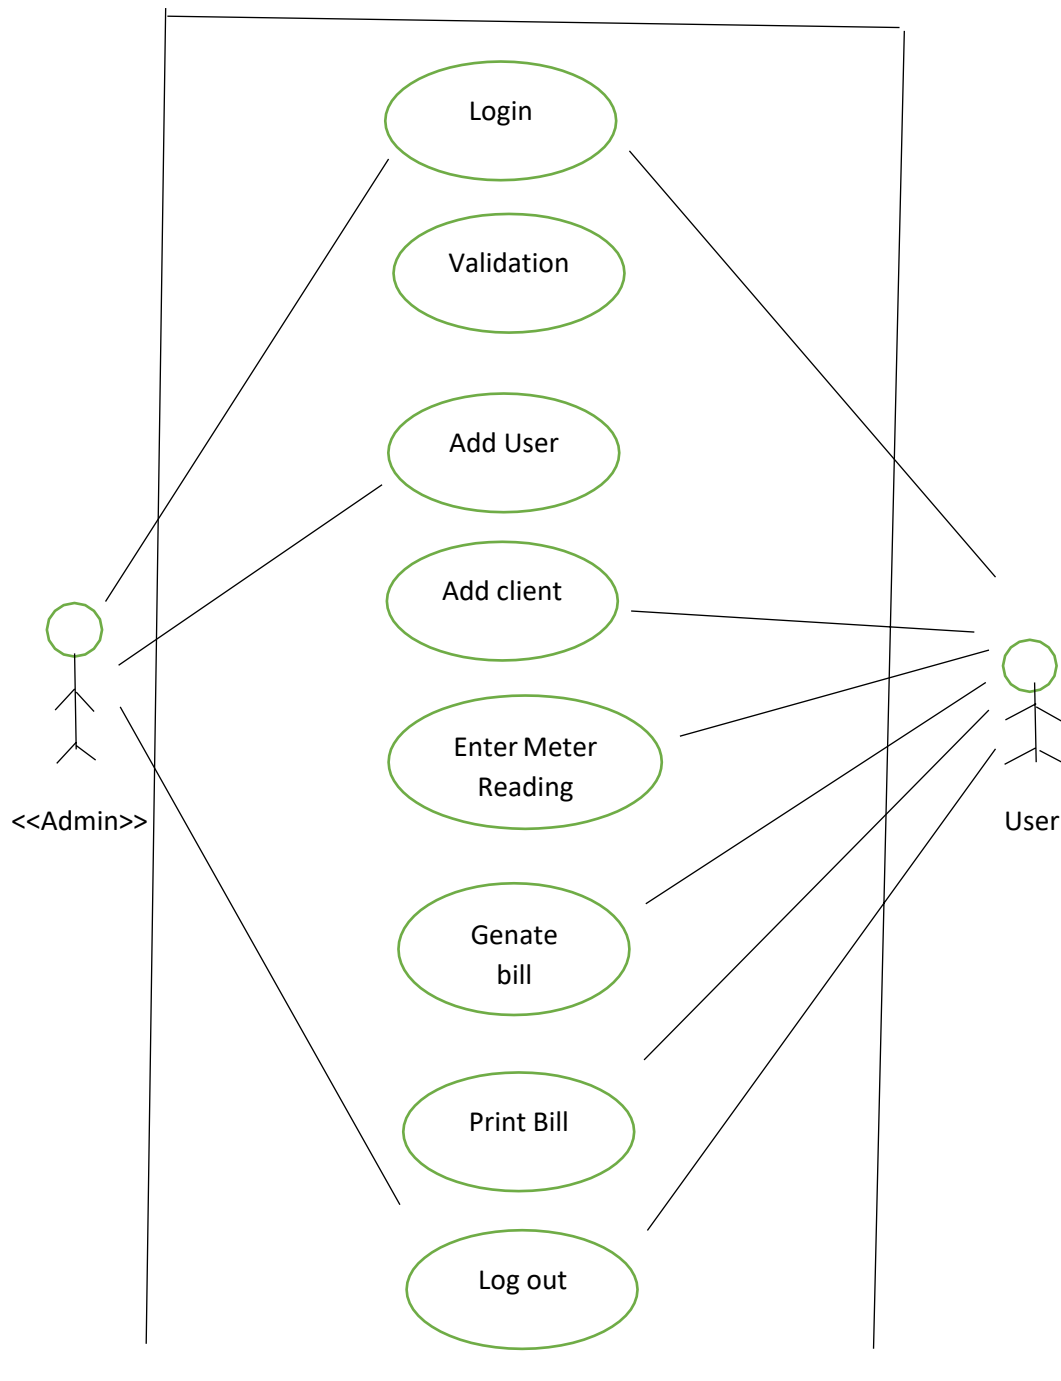 Login
Validation
Add User
Add client
Enter Meter
Reading
<<Admin>>
User
Genate
bill
Print Bill
Log out